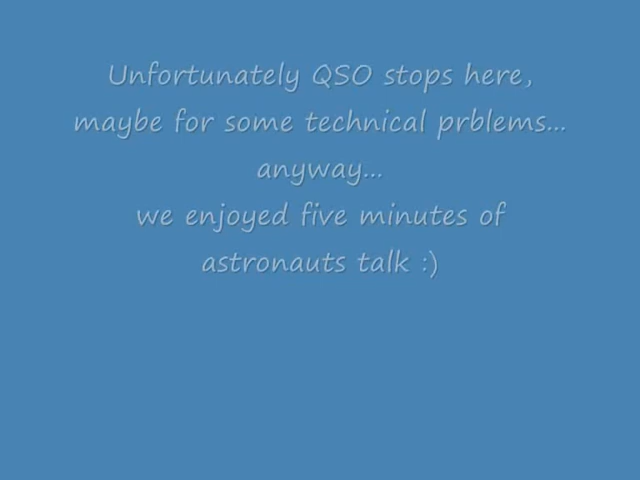 Unfortunately QSO stops here,
maybe for some technical prblems...
anyway...
we enjoyed five minutes of
astronauts talk :)